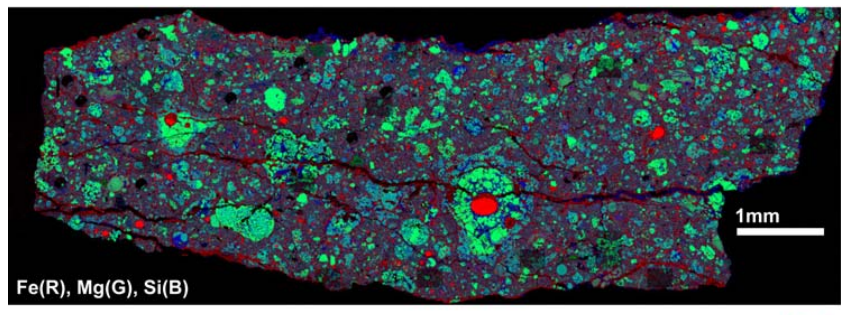 1mm
Fe(R), Mg(G), Si(B)